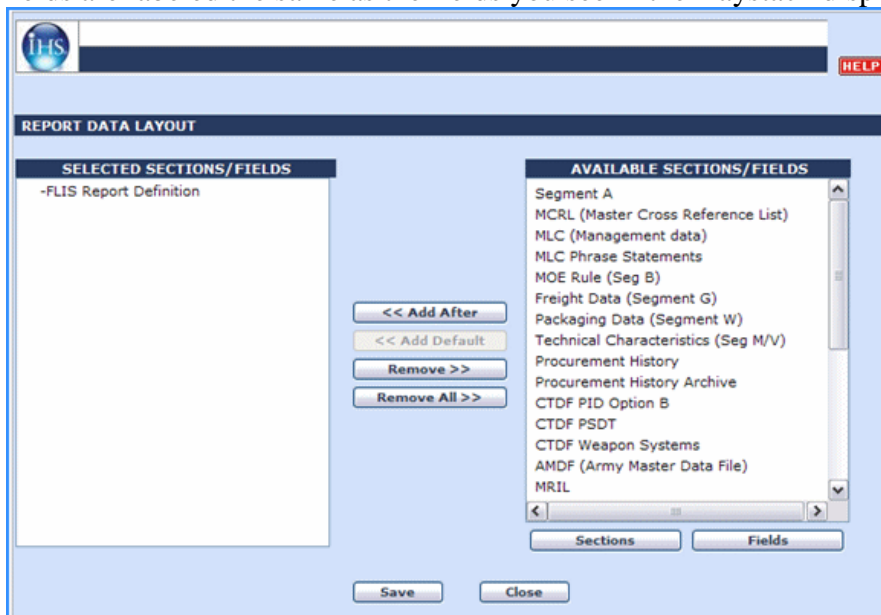 IHS
HELP
REPORT DATA LAYOUT
SELECTED SECTIONS/FIELDS
-FLIS Report Definition
<< Add After
<< Add Default
Remove >>
Remove All >>
AVAILABLE SECTIONS/FIELDS
Segment A
MCRL (Master Cross Reference List)
MLC (Management data)
MLC Phrase Statements
MOE Rule (Seg B)
Freight Data (Segment G)
Packaging Data (Segment W)
Technical Characteristics (Seg M/V)
Procurement History
Procurement History Archive
CTDF PID Option B
CTDF PSDT
CTDF Weapon Systems
AMDF (Army Master Data File)
MRIL
Sections Fields
Save Close